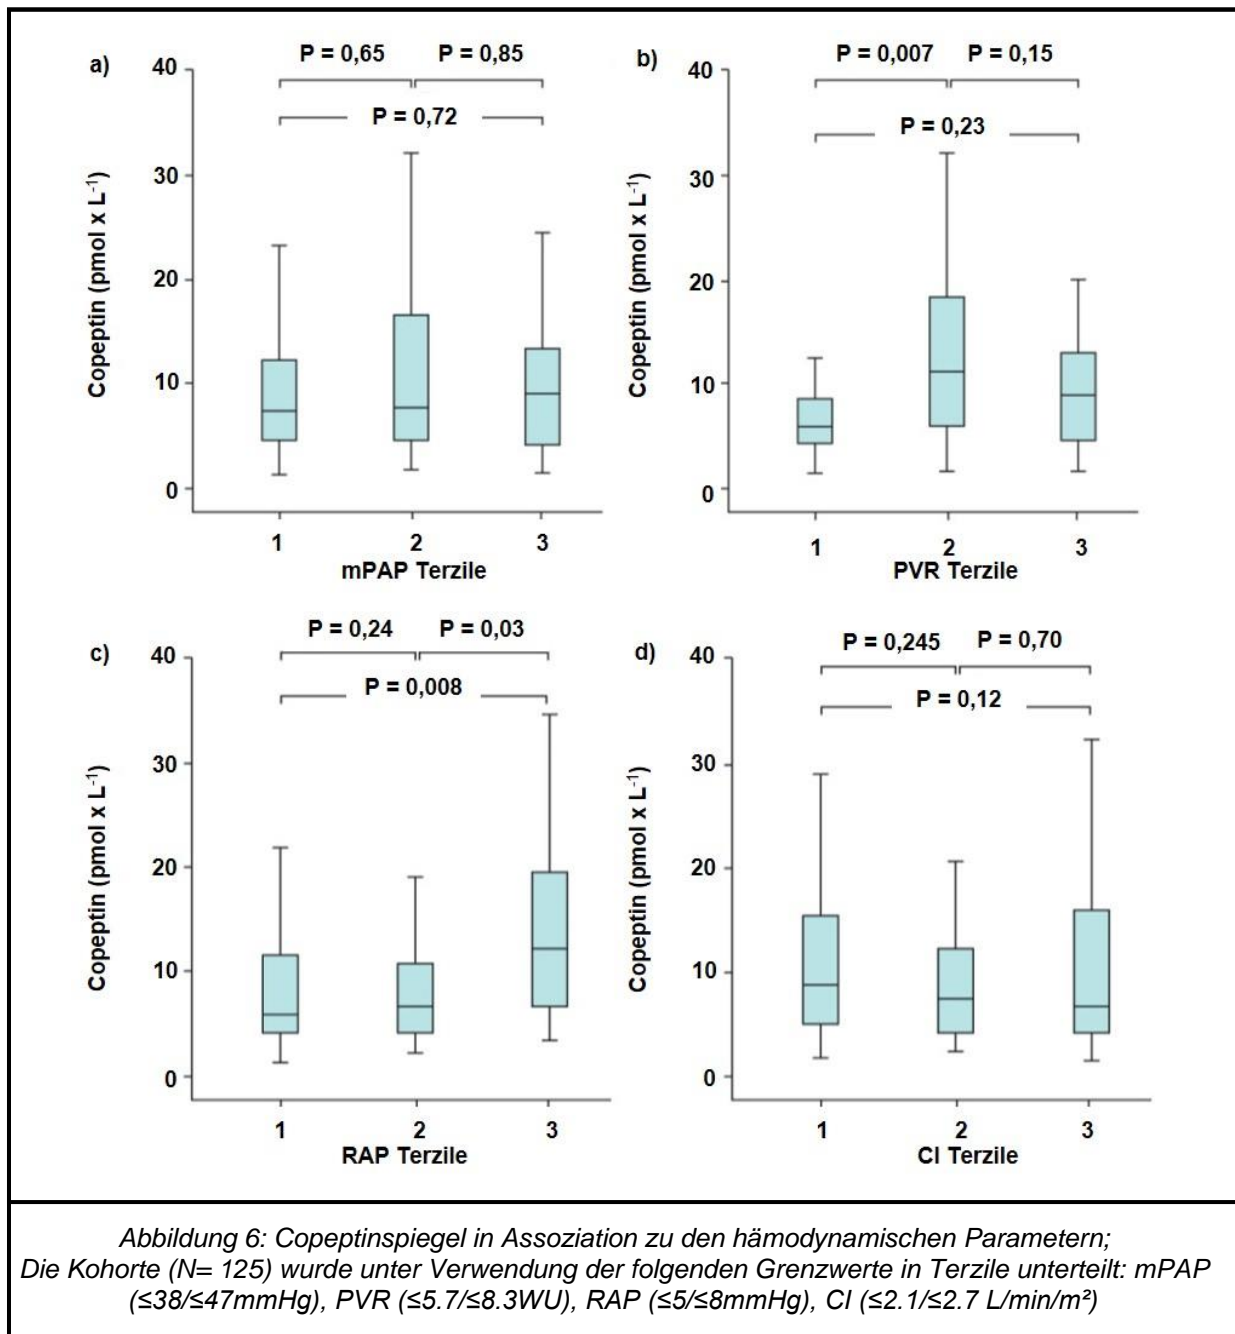 a)
P = 0,65
P = 0,85
P = 0,72
40
30
20
10
0
Copeptin (pmol x L⁻¹)
1
2
3
mPAP Terzile
b)
P = 0,007
P = 0,15
P = 0,23
40
30
20
10
0
Copeptin (pmol x L⁻¹)
1
2
3
PVR Terzile
c)
P = 0,24
P = 0,03
P = 0,008
40
30
20
10
0
Copeptin (pmol x L⁻¹)
1
2
3
RAP Terzile
d)
P = 0,245
P = 0,70
P = 0,12
40
30
20
10
0
Copeptin (pmol x L⁻¹)
1
2
3
CI Terzile
Abbildung 6: Copeptinspiegel in Assoziation zu den hämodynamischen Parametern;
Die Kohorte (N= 125) wurde unter Verwendung der folgenden Grenzwerte in Terzile unterteilt: mPAP
(≤38/≤47mmHg), PVR (≤5.7/≤8.3WU), RAP (≤5/≤8mmHg), CI (≤2.1/≤2.7 L/min/m²)